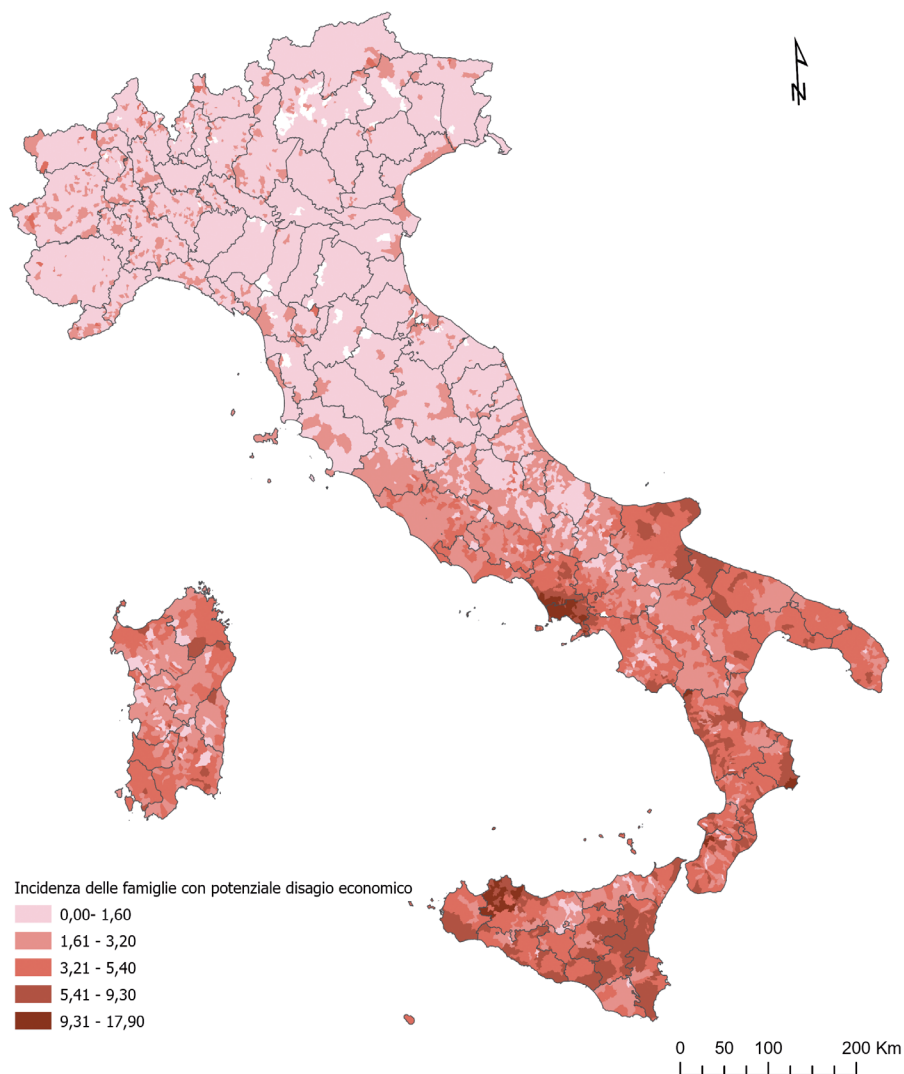 N
Incidenza delle famiglie con potenziale disagio economico
0,00- 1,60
1,61 - 3,20
3,21 - 5,40
5,41 - 9,30
9,31 - 17,90
0 50 100 200 Km